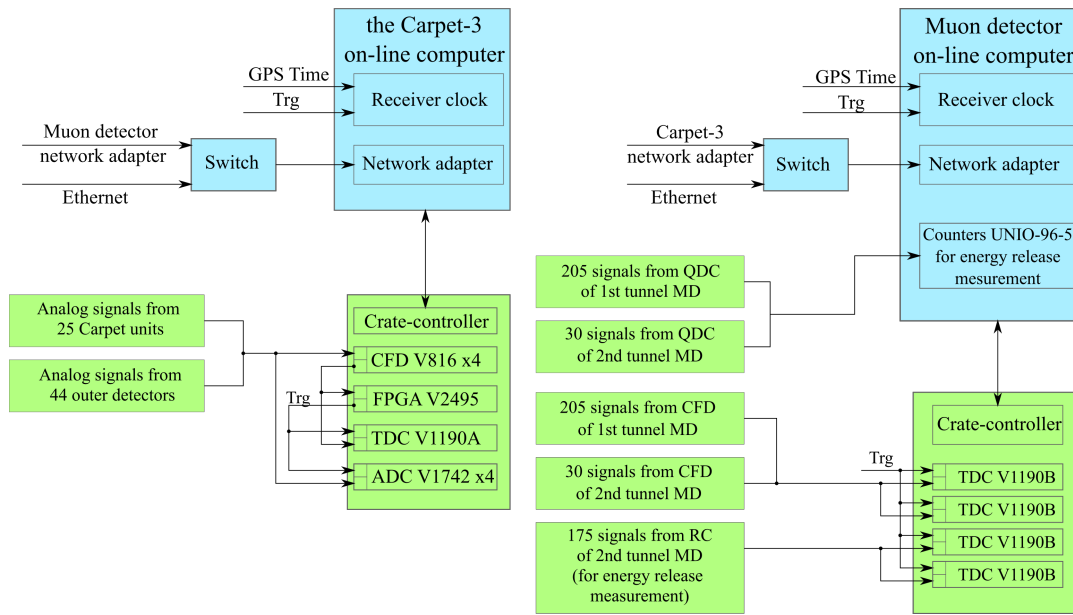 the Carpet-3
on-line computer
GPS Time
Trg
Receiver clock
Muon detector
network adapter
Switch
Network adapter
Ethernet
Analog signals from
25 Carpet units
Analog signals from
44 outer detectors
Crate-controller
CFD V816 x4
Trg
FPGA V2495
TDC V1190A
ADC V1742 x4
Muon detector
on-line computer
GPS Time
Trg
Receiver clock
Carpet-3
network adapter
Switch
Network adapter
Ethernet
Counters UNIO-96-5
for energy release
mesurement
205 signals from QDC
of 1st tunnel MD
30 signals from QDC
of 2nd tunnel MD
205 signals from CFD
of 1st tunnel MD
30 signals from CFD
of 2nd tunnel MD
175 signals from RC
of 2nd tunnel MD
(for energy release
measurement)
Crate-controller
Trg
TDC V1190B
TDC V1190B
TDC V1190B
TDC V1190B